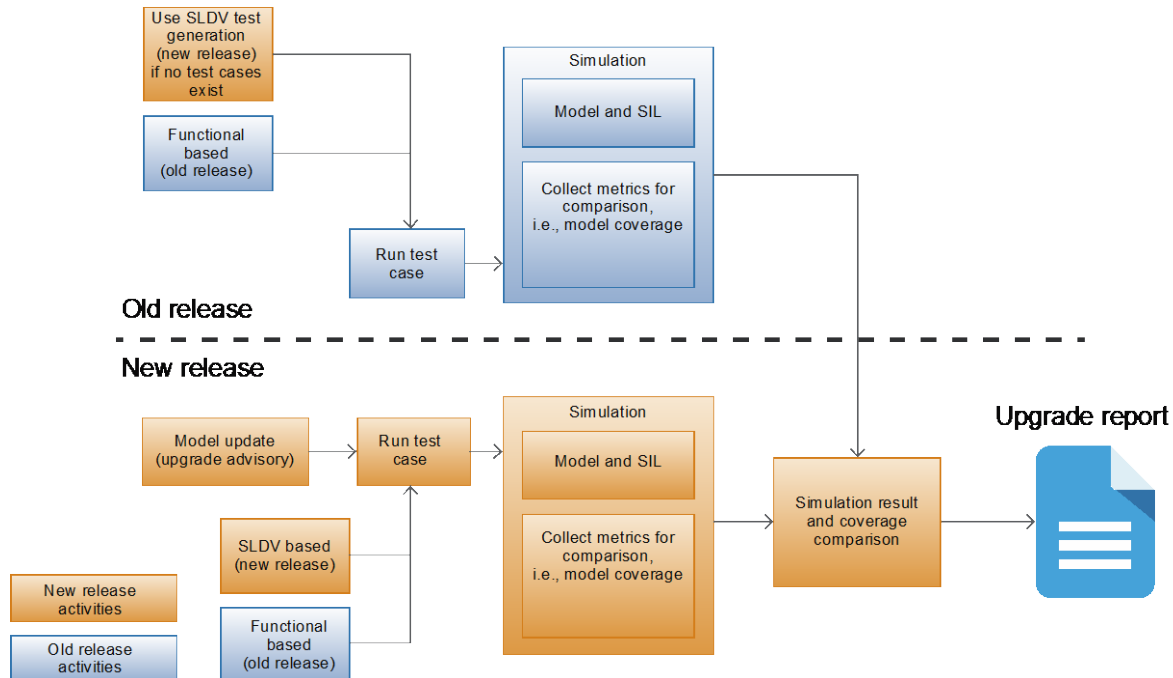 Use SLDV test
generation
(new release)
if no test cases
exist
Functional
based
(old release)
Run test
case
Simulation
Model and SIL
Collect metrics for
comparison,
i.e., model coverage
Old release
New release
Model update
(upgrade advisory)
Run test
case
SLDV based
(new release)
Functional
based
(old release)
Simulation
Model and SIL
Collect metrics for
comparison,
i.e., model coverage
Simulation result
and coverage
comparison
Upgrade report
New release
activities
Old release
activities